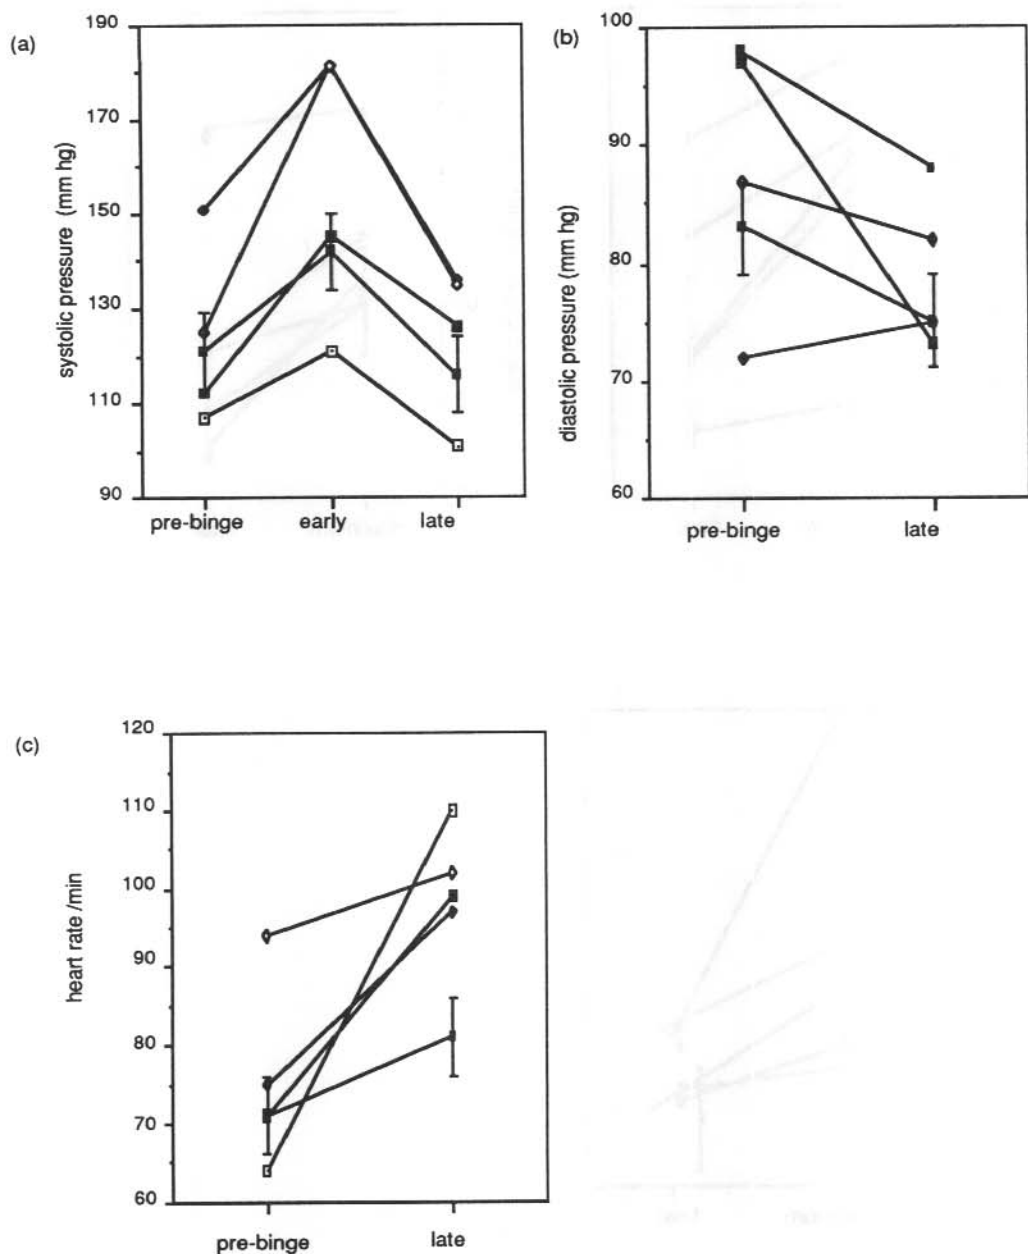 (a)
systolic pressure (mm hg)
190
170
150
130
110
90
pre-binge early late
(b)
diastolic pressure (mm hg)
100
90
80
70
60
pre-binge late
(c)
heart rate /min
120
110
100
90
80
70
60
pre-binge late